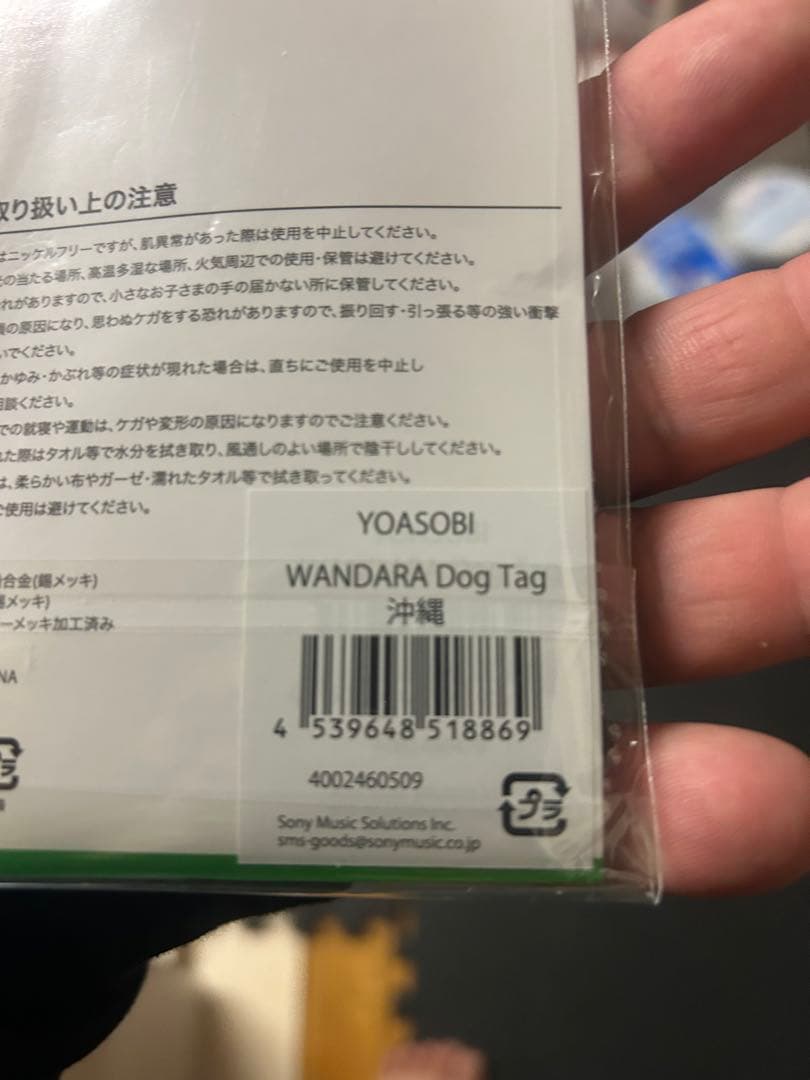 取り扱い上の注意
はニッケルフリーですが、肌異常があった際は使用を中止してください。
の当たる場所、高温多湿な場所、火気周辺での使用・保管は避けてください。
れがありますので、小さなお子さまの手の届かない所に保管してください。
の原因になり、思わぬケガをする恐れがありますので、振り回す・引っ張る等の強い衝撃
いでください。
かゆみ・かぶれ等の症状が現れた場合は、直ちにご使用を中止し
談ください。
での就寝や運動は、ケガや変形の原因になりますのでご注意ください。
れた際はタオル等で水分を拭き取り、風通しのよい場所で陰干ししてください。
は、柔らかい布やガーゼ・濡れたタオル等で拭き取ってください。
ご使用は避けてください。
合金(錫メッキ)
メッキ)
ーメッキ加工済み
NA
YOASOBI
WANDARA Dog Tag
沖縄
4 539648 518869
4002460509
プラ
Sony Music Solutions Inc.
sms-goods@sonymusic.co.jp